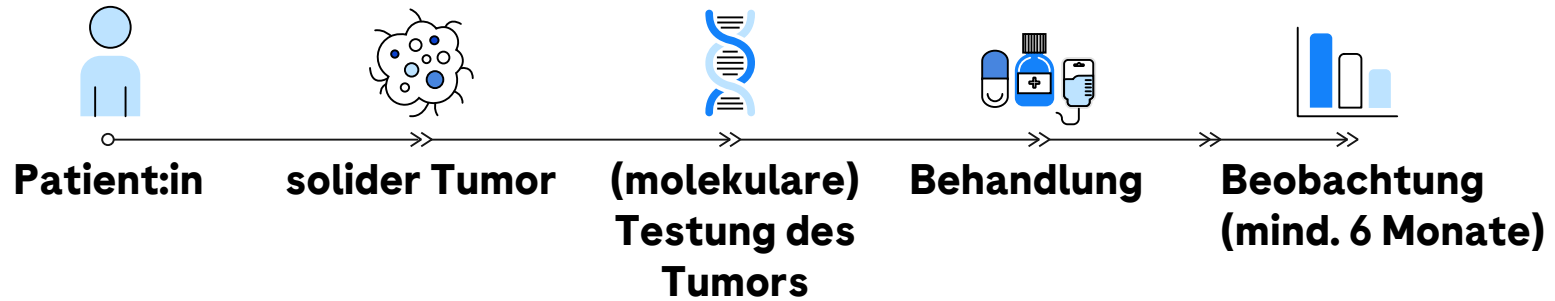 Patient:in
solider Tumor
(molekulare)
Testung des
Tumors
Behandlung
Beobachtung
(mind. 6 Monate)